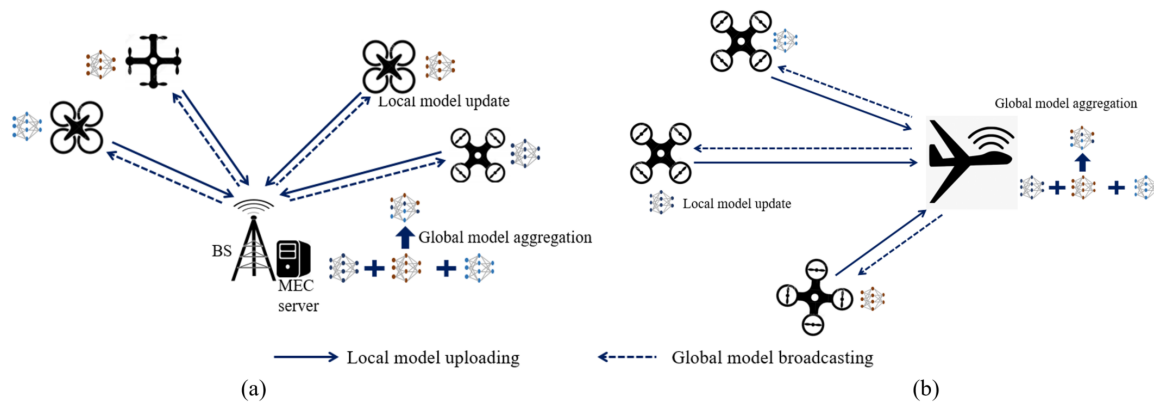 Local model update
BS
Global model aggregation
MEC
server
Global model aggregation
Local model update
Local model uploading
Global model broadcasting
(a)
(b)